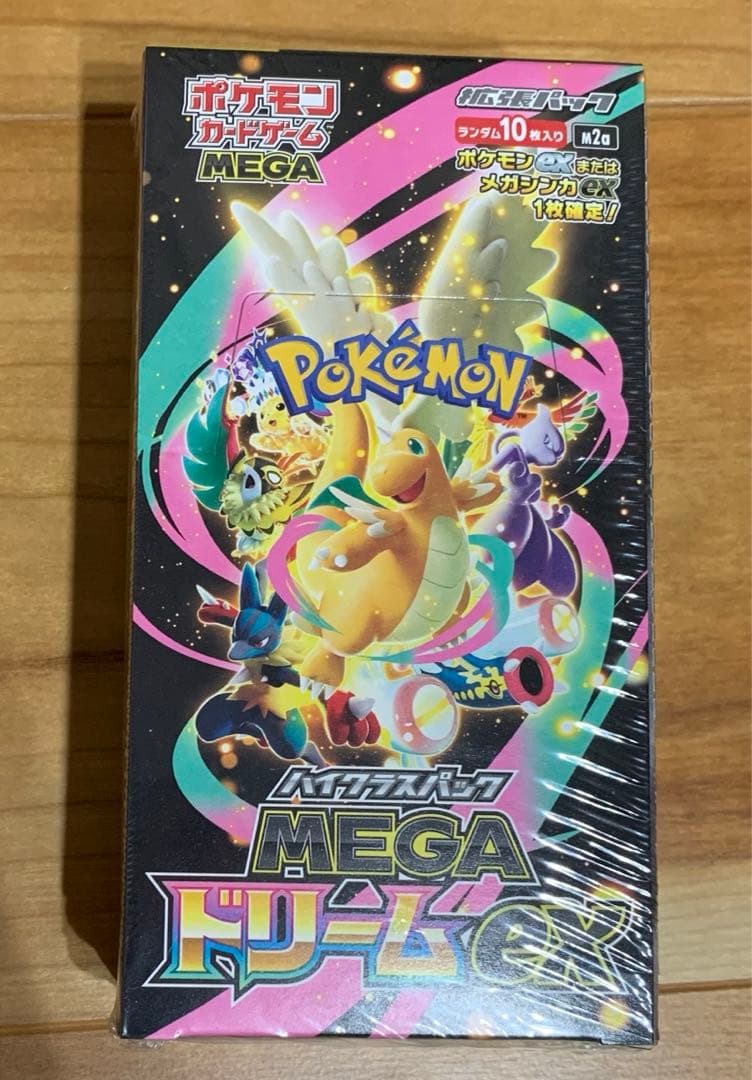 ポケモン
カードゲーム
MEGA
拡張パック
ランダム10枚入り
M2a
ポケモンexまたは
メガシンカex
1枚確定!
POKéMON
ハイクラスパック
MEGA
ドリームex